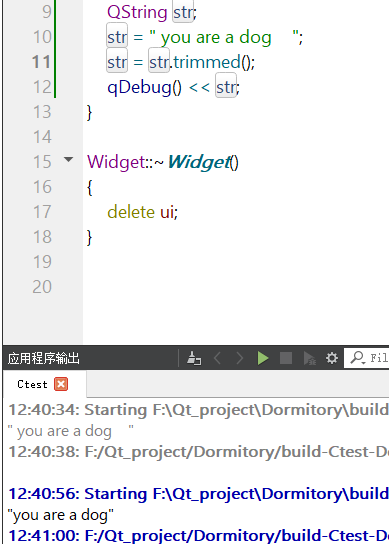 9 QString str;
10 str = " you are a dog     ";
11 str = str.trimmed();
12 qDebug() << str;
13 }
14
15 Widget::~Widget()
16 {
17 delete ui;
18 }
19
20
应用程序输出 Fil
Ctest
12:40:34: Starting F:\Qt_project\Dormitory\build
" you are a dog     "
12:40:38: F:/Qt_project/Dormitory/build-Ctest-De
12:40:56: Starting F:\Qt_project\Dormitory\build
"you are a dog"
12:41:00: F:/Qt_project/Dormitory/build-Ctest-De